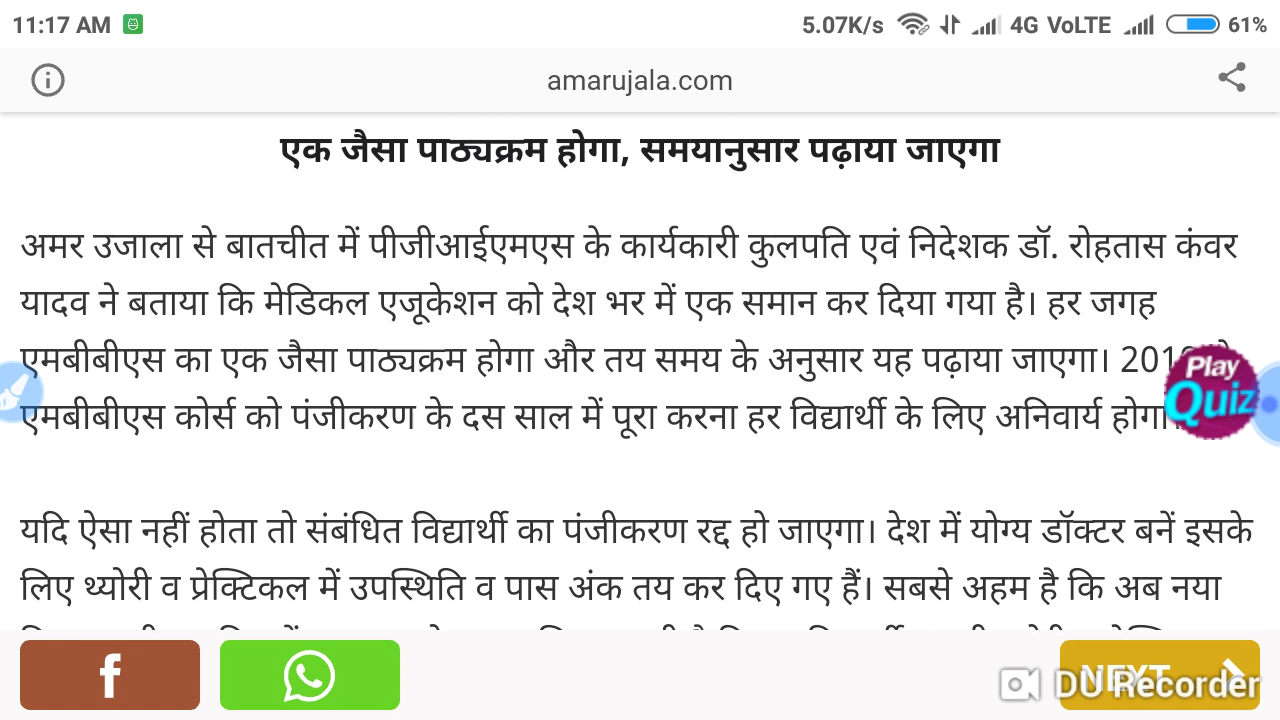 11:17 AM 5.07K/s 4G VoLTE 61%
amarujala.com
एक जैसा पाठ्यक्रम होगा, समयानुसार पढ़ाया जाएगा
अमर उजाला से बातचीत में पीजीआईएमएस के कार्यकारी कुलपति एवं निदेशक डॉ. रोहतास कंवर
यादव ने बताया कि मेडिकल एजूकेशन को देश भर में एक समान कर दिया गया है। हर जगह
एमबीबीएस का एक जैसा पाठ्यक्रम होगा और तय समय के अनुसार यह पढ़ाया जाएगा।
एमबीबीएस कोर्स को पंजीकरण के दस साल में पूरा करना हर विद्यार्थी के लिए अनिवार्य होगा
Play
Quiz
यदि ऐसा नहीं होता तो संबंधित विद्यार्थी का पंजीकरण रद्द हो जाएगा। देश में योग्य डॉक्टर बनें इसके
लिए थ्योरी व प्रेक्टिकल में उपस्थिति व पास अंक तय कर दिए गए हैं। सबसे अहम है कि अब नया
NEXT
DU Recorder